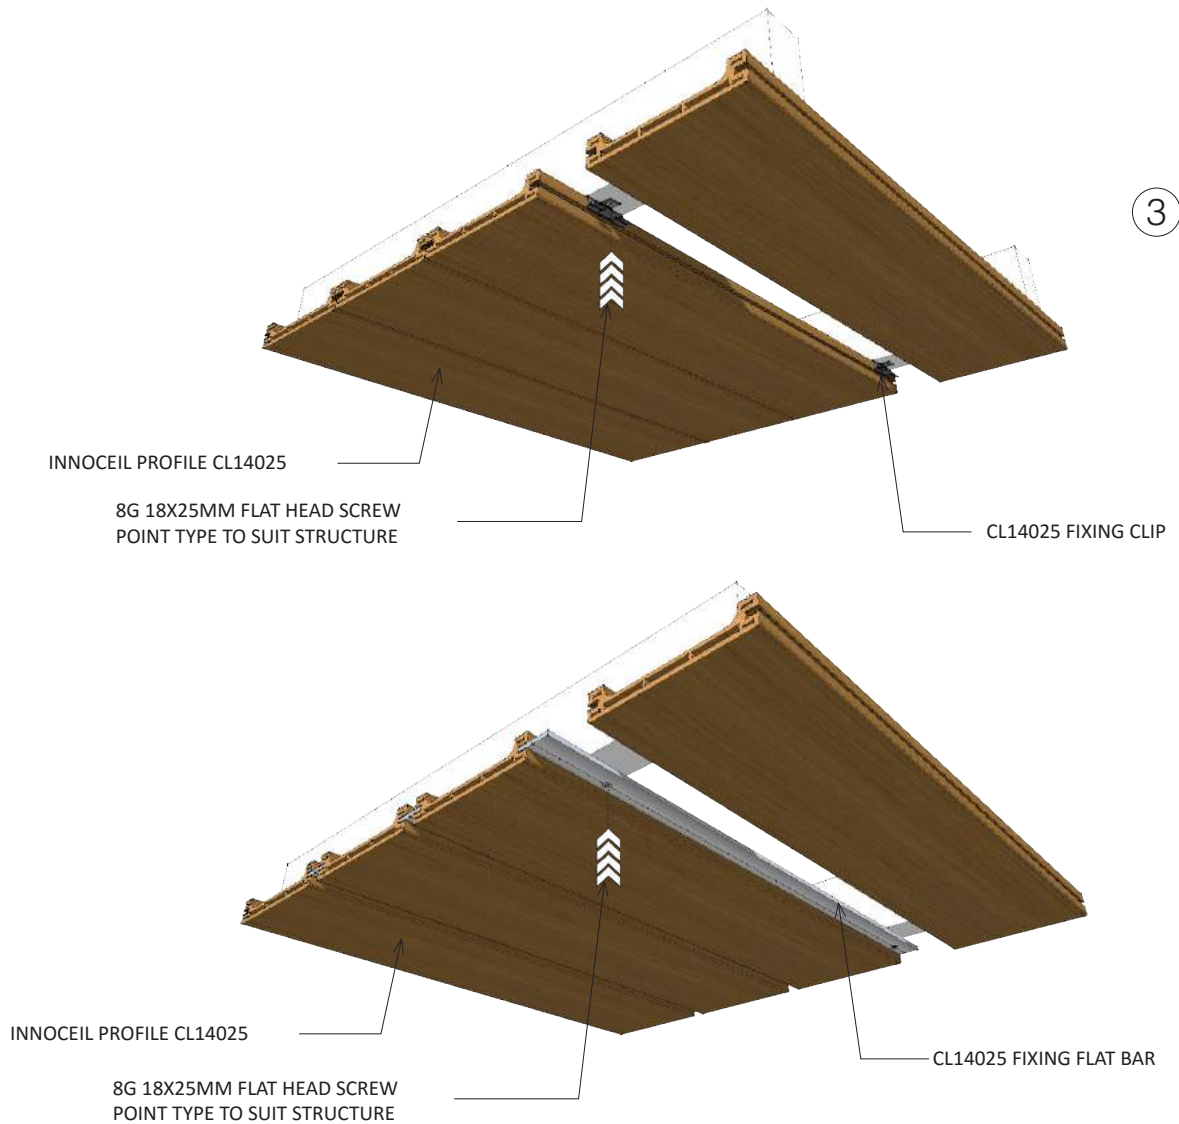 3
INNOCEIL PROFILE CL14025
8G 18X25MM FLAT HEAD SCREW
POINT TYPE TO SUIT STRUCTURE
CL14025 FIXING CLIP
INNOCEIL PROFILE CL14025
CL14025 FIXING FLAT BAR
8G 18X25MM FLAT HEAD SCREW
POINT TYPE TO SUIT STRUCTURE